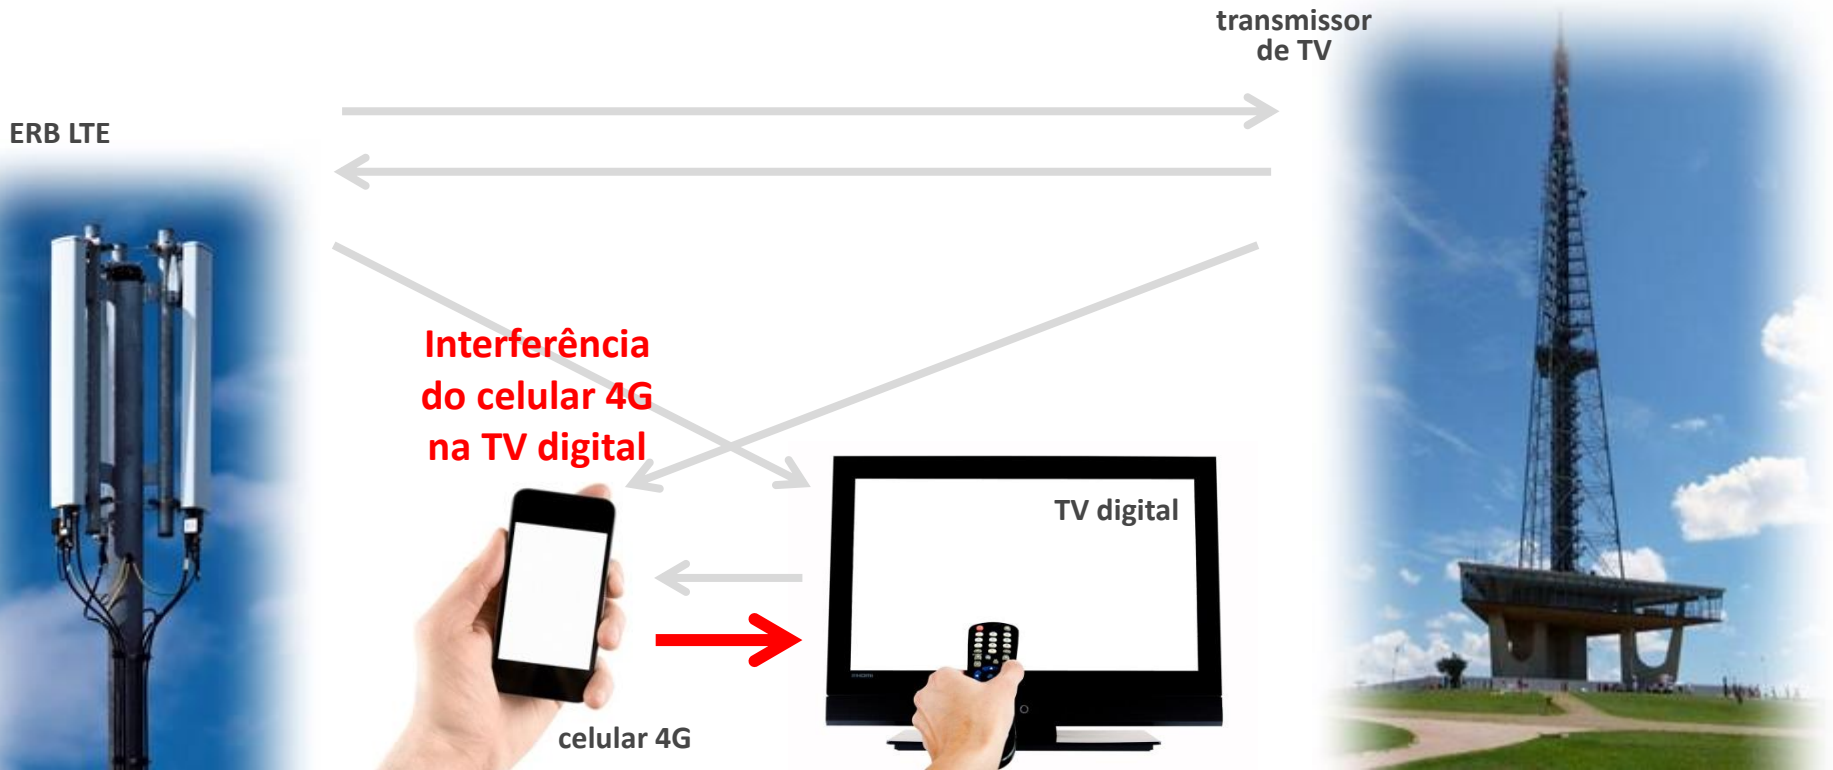 transmissor
de TV
ERB LTE
Interferência
do celular 4G
na TV digital
TV digital
celular 4G